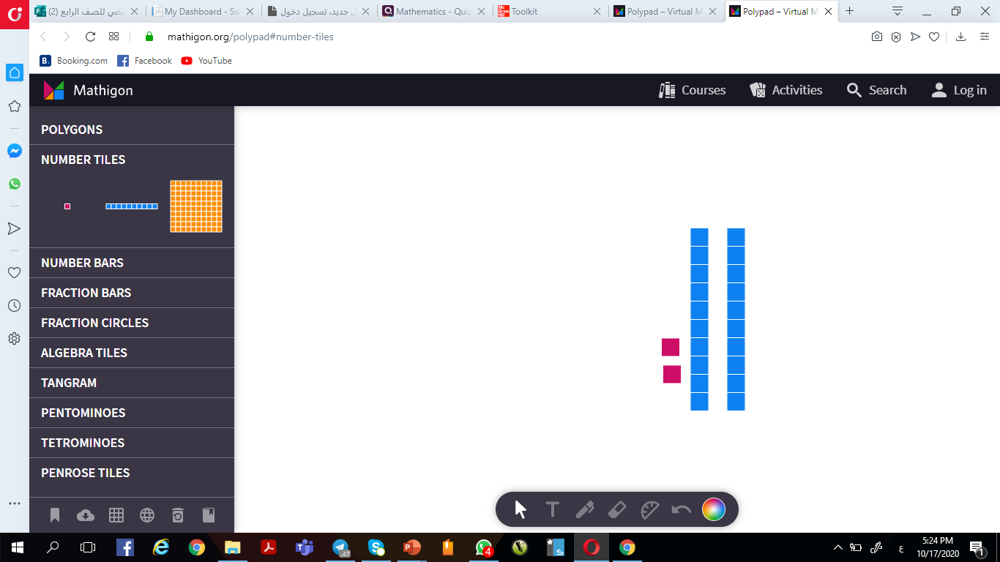 للصف الرابع (2)
My Dashboard - Sw
جديد، تسجيل دخول
Mathematics - Quiz
Toolkit
Polypad – Virtual M
Polypad – Virtual M
mathigon.org/polypad#number-tiles
Booking.com
Facebook
YouTube
Mathigon
Courses
Activities
Search
Log in
POLYGONS
NUMBER TILES
NUMBER BARS
FRACTION BARS
FRACTION CIRCLES
ALGEBRA TILES
TANGRAM
PENTOMINOES
TETROMINOES
PENROSE TILES
T
.47
4
ع
5:24 PM
10/17/2020
1